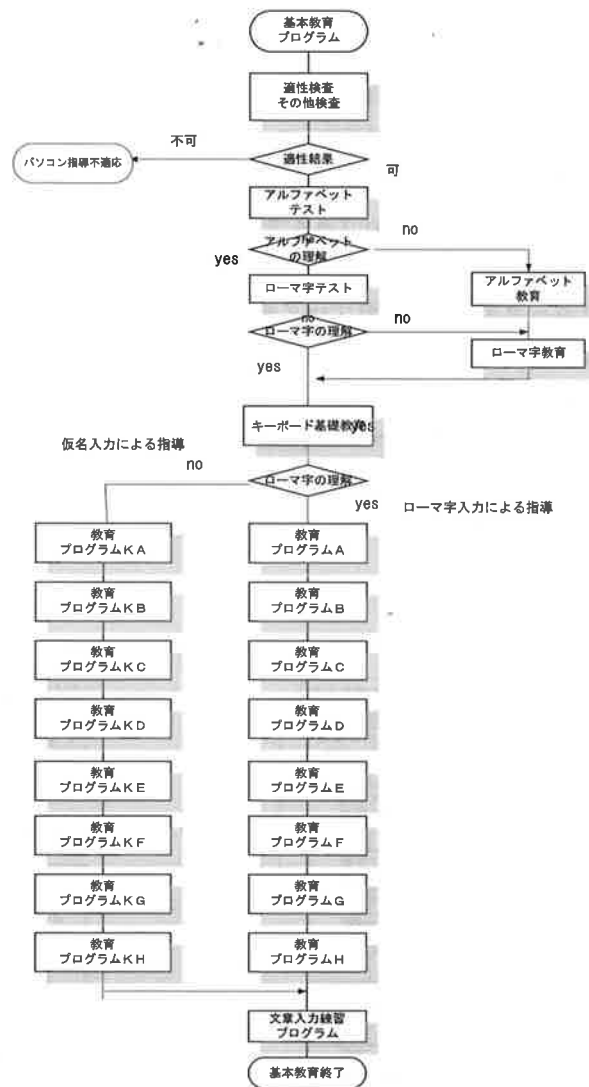 基本教育
プログラム
適性検査
その他検査
不可
パソコン指導不適応
適性結果
可
アルファベット
テスト
no
アルファベット
の理解
yes
アルファベット
教育
ローマ字テスト
no
no
ローマ字の理解
ローマ字教育
yes
キーボード基礎教
yes
仮名入力による指導
no
ローマ字の理解
yes
ローマ字入力による指導
教育
プログラムKA
教育
プログラムA
教育
プログラムKB
教育
プログラムB
教育
プログラムKC
教育
プログラムC
教育
プログラムKD
教育
プログラムD
教育
プログラムKE
教育
プログラムE
教育
プログラムKF
教育
プログラムF
教育
プログラムKG
教育
プログラムG
教育
プログラムKH
教育
プログラムH
文章入力練習
プログラム
基本教育終了